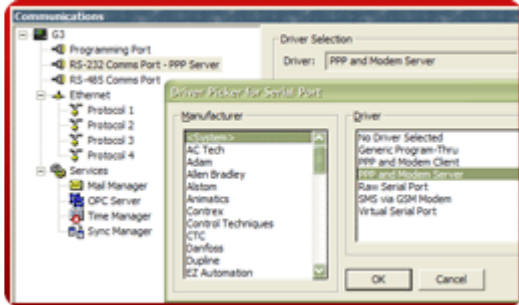 Communications
G3
Programming Port
RS-232 Comms Port - PPP Server
RS-485 Comms Port
Ethernet
Protocol 1
Protocol 2
Protocol 3
Protocol 4
Services
Mail Manager
OPC Server
Time Manager
Sync Manager
Driver Selection
Driver: PPP and Modem Server
Driver Picker for Serial Port
Manufacturer
<System>
AC Tech
Adam
Allen Bradley
Alstom
Animatics
Contrex
Control Techniques
CTC
Danfoss
Dupline
EZ Automation
Driver
No Driver Selected
Generic Program-Thru
PPP and Modem Client
PPP and Modem Server
Raw Serial Port
SMS via GSM Modem
Virtual Serial Port
OK
Cancel